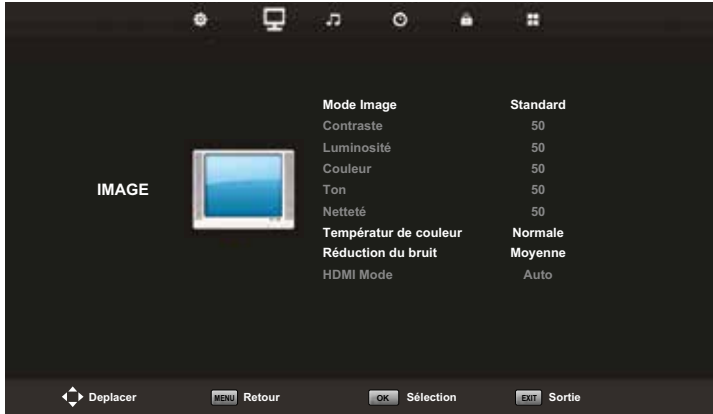 Mode Image Standard
Contraste 50
Luminosité 50
Couleur 50
IMAGE
Ton 50
Netteté 50
Températur de couleur Normale
Réduction du bruit Moyenne
HDMI Mode Auto
Deplacer MENU Retour OK Sélection EXIT Sortie